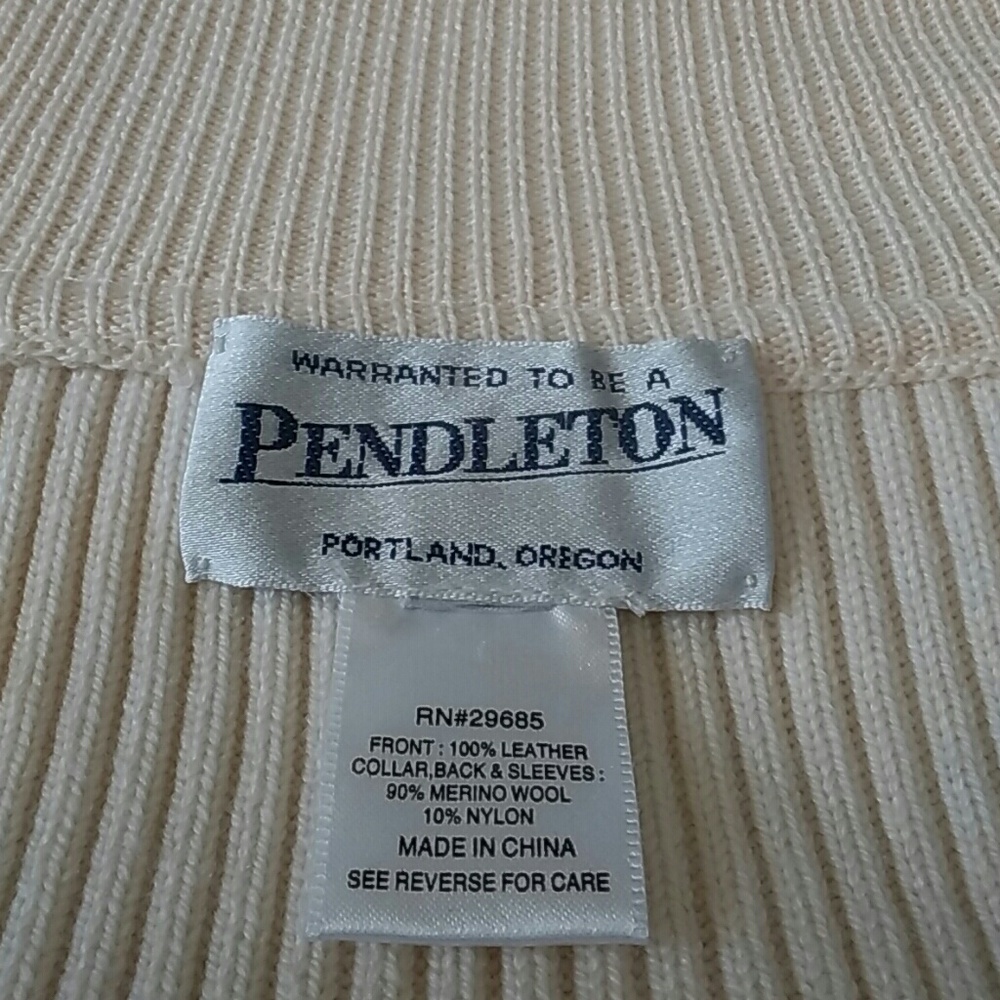 WARRANTED TO BE A
PENDLETON
PORTLAND, OREGON
RN#29685
FRONT : 100% LEATHER
COLLAR,BACK & SLEEVES :
90% MERINO WOOL
10% NYLON
MADE IN CHINA
SEE REVERSE FOR CARE